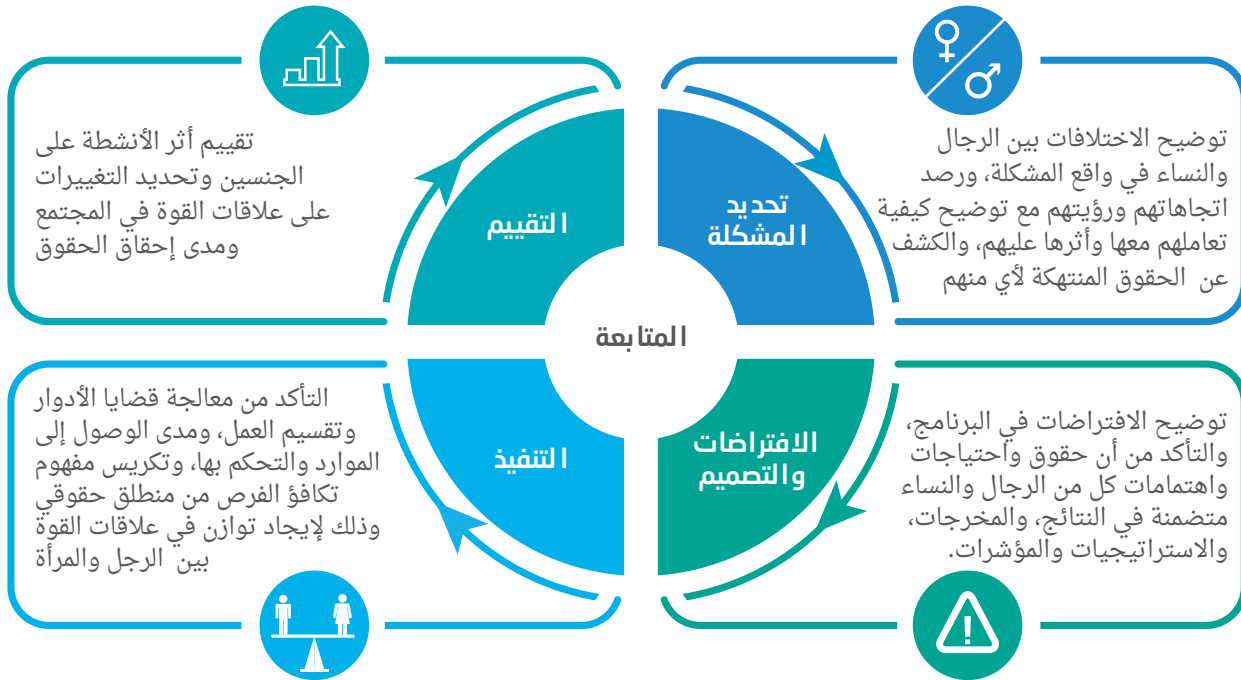 توضيح الاختلافات بين الرجال
والنساء في واقع المشكلة، ورصد
اتجاهاتهم ورؤيتهم مع توضيح كيفية
تعاملهم معها وأثرها عليهم، والكشف
عن الحقوق المنتهكة لأي منهم
تحديد
المشكلة
توضيح الافتراضات في البرنامج،
والتأكد من أن حقوق واحتياجات
واهتمامات كل من الرجال والنساء
متضمنة في النتائج، والمخرجات،
والاستراتيجيات والمؤشرات.
الافتراضات
والتصميم
!
التأكد من معالجة قضايا الأدوار
وتقسيم العمل، ومدى الوصول إلى
الموارد والتحكم بها، وتكريس مفهوم
تكافؤ الفرص من منطلق حقوقي
وذلك لإيجاد توازن في علاقات القوة
بين الرجل والمرأة
التنفيذ
تقييم أثر الأنشطة على
الجنسين وتحديد التغييرات
على علاقات القوة في المجتمع
ومدى إحقاق الحقوق
التقييم
المتابعة